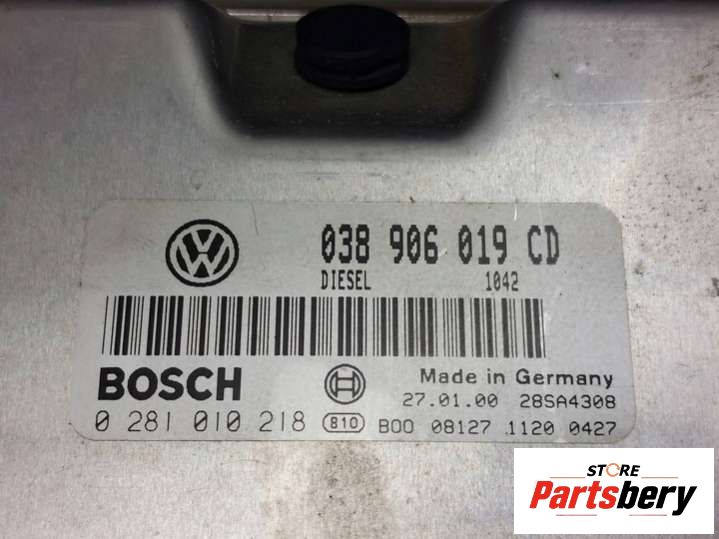 038 906 019 CD
DIESEL 1042
BOSCH
Made in Germany
27.01.00 28SA4308
0 281 010 218 810 B00 08127 1120 0427
STORE
Partsbery